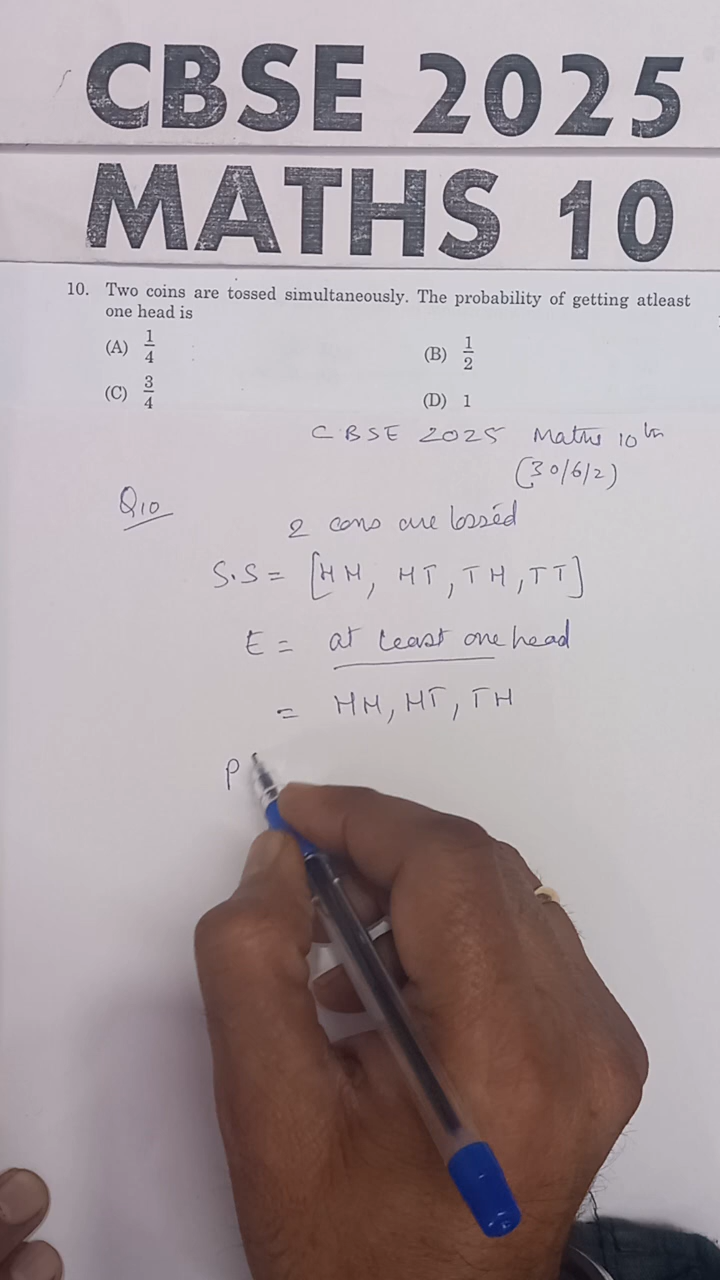 CBSE 2025
MATHS 10
10. Two coins are tossed simultaneously. The probability of getting atleast
one head is
(A) 1/4 (B) 1/2
(C) 3/4 (D) 1
CBSE 2025 Maths 10th
(30/6/2)
Q10
2 cons are tossed
S.S = [HH, HT, TH, TT]
E = at least one head
= HH, HT, TH
P